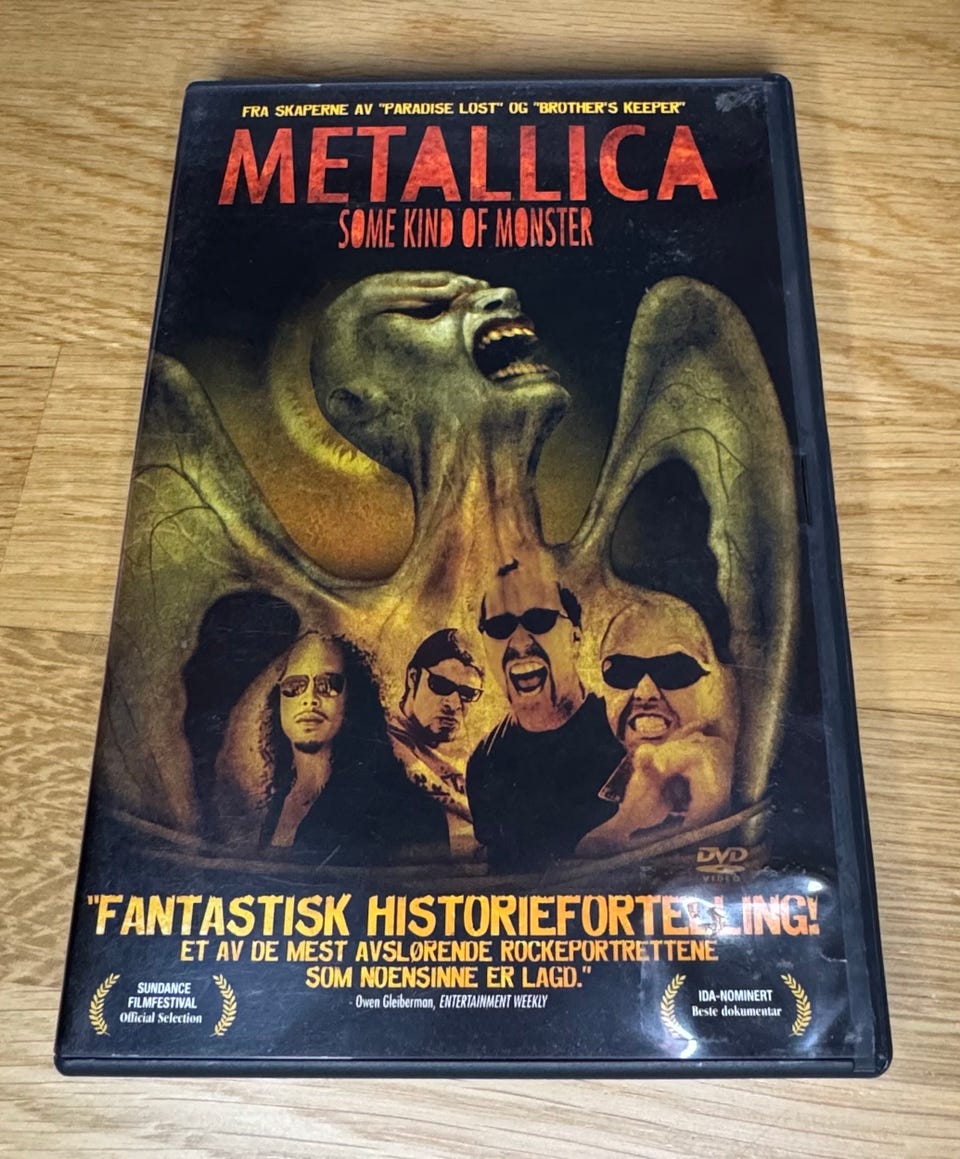 FRA SKAPERNE AV "PARADISE LOST" OG "BROTHER'S KEEPER"
METALLICA
SOME KIND OF MONSTER
DVD
VIDEO
"FANTASTISK HISTORIEFORTELLING!
ET AV DE MEST AVSLØRENDE ROCKEPORTRETTENE
SOM NOENSINNE ER LAGD."
- Owen Gleiberman, ENTERTAINMENT WEEKLY
SUNDANCE
FILMFESTIVAL
Official Selection
IDA-NOMINERT
Beste dokumentar